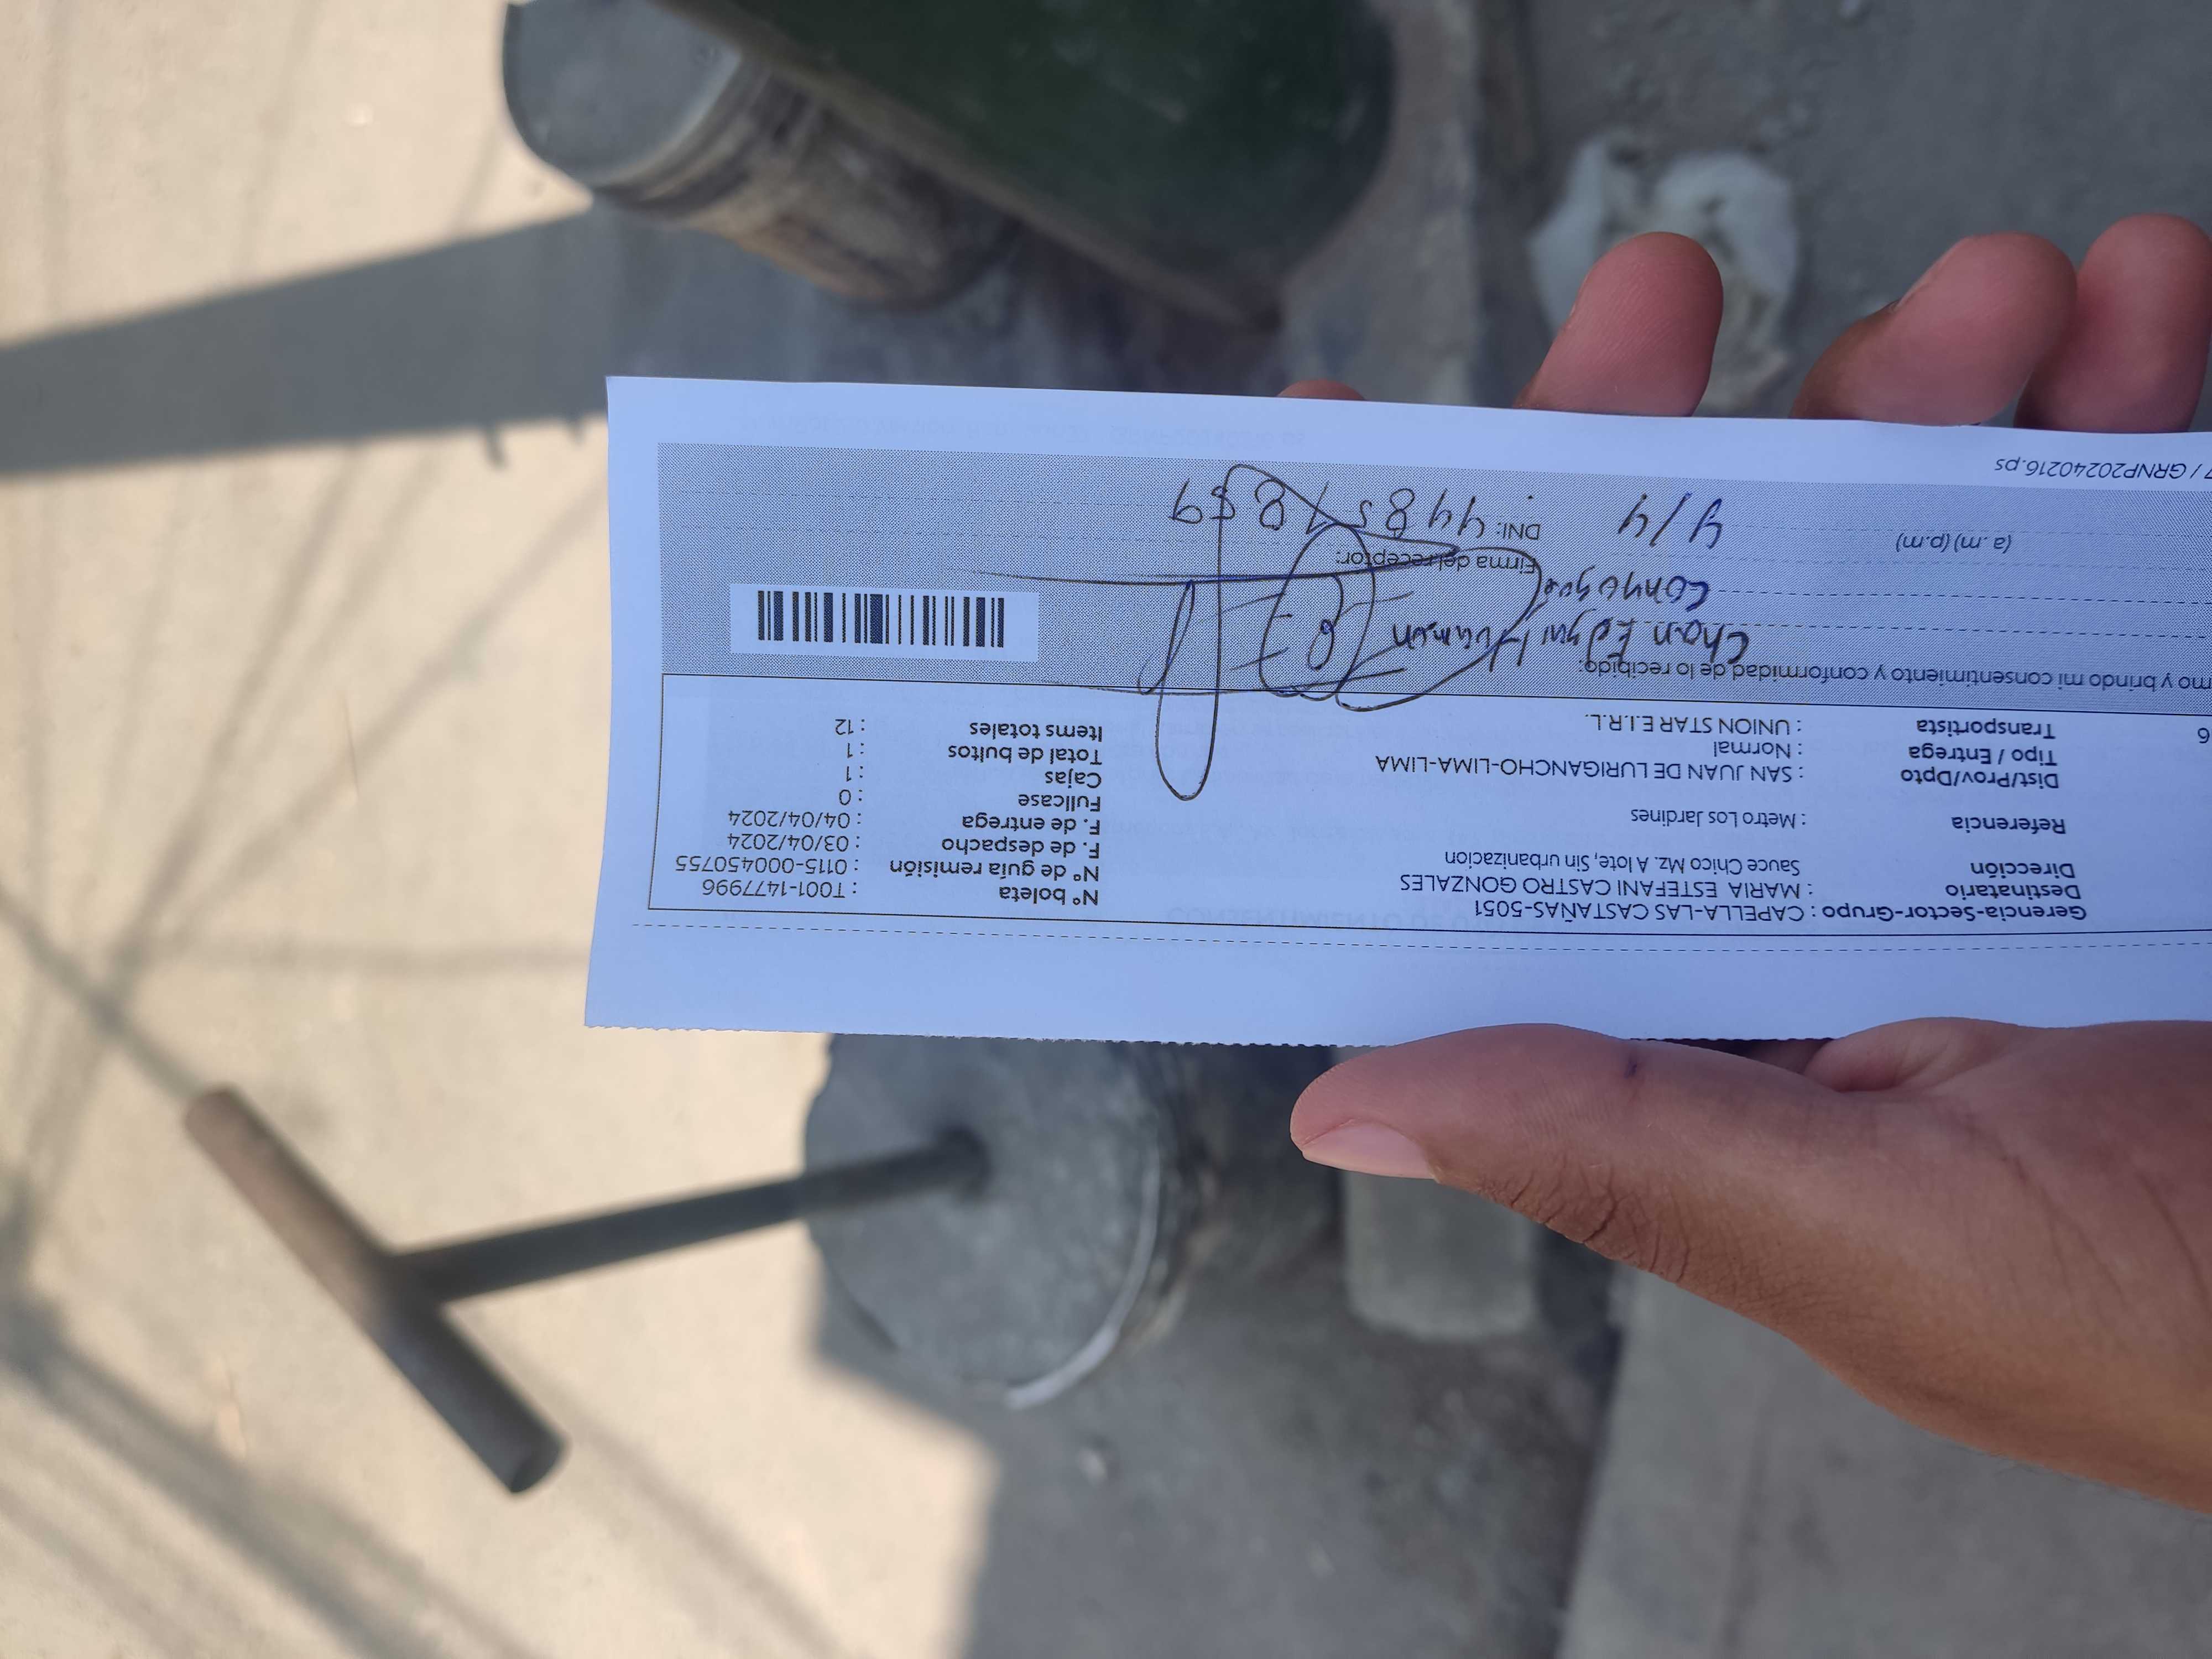 Gerencia-Sector-Grupo : CAPELLA-LAS CASTAÑAS-5051
Destinatario : MARIA ESTEFANI CASTRO GONZALES
Dirección Sauce Chico Mz. A lote, Sin urbanizacion
Referencia : Metro Los Jardines
Dist/Prov/Dpto : SAN JUAN DE LURIGANCHO-LIMA-LIMA
Tipo / Entrega : Normal
6 Transportista : UNION STAR E.I.R.L.
N° boleta : T001-1477996
N° de guía remisión : 0115-000450755
F. de despacho : 03/04/2024
F. de entrega : 04/04/2024
Fullcase : 0
Cajas : 1
Total de bultos : 1
Items totales : 12
mo y brindo mi consentimiento y conformidad de lo recibido:
Chan Huaman
Firma del receptor:
(a.m) (p.m) 4/4 DNI:
7 / GRNP20240216.ps